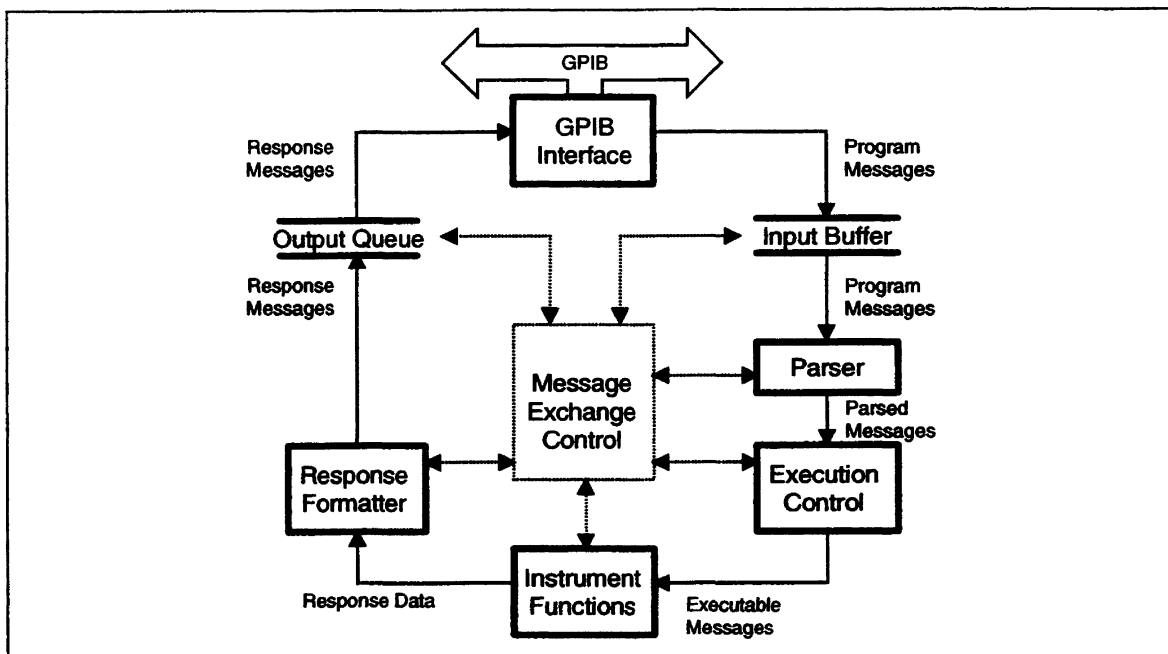 GPIB
GPIB
Interface
Response
Messages
Program
Messages
Output Queue
Input Buffer
Response
Messages
Program
Messages
Message
Exchange
Control
Parser
Parsed
Messages
Response
Formatter
Execution
Control
Instrument
Functions
Response Data
Executable
Messages